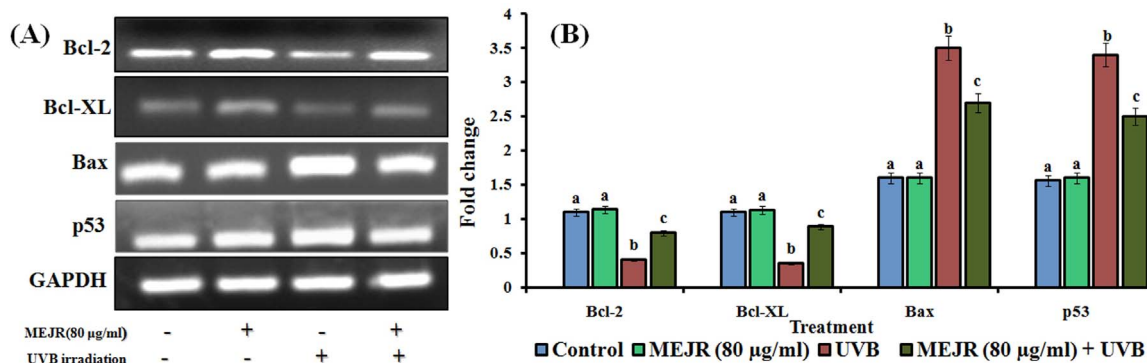 (A)
Bcl-2
Bcl-XL
Bax
p53
GAPDH
MEJR(80 µg/ml) - + - +
UVB irradiation - - + +
(B)
Fold change
4
3.5
3
2.5
2
1.5
1
0.5
0
a a b c
a a b c
a a b c
a a b c
Bcl-2 Bcl-XL Bax p53
Treatment
Control MEJR (80 µg/ml) UVB MEJR (80 µg/ml) + UVB